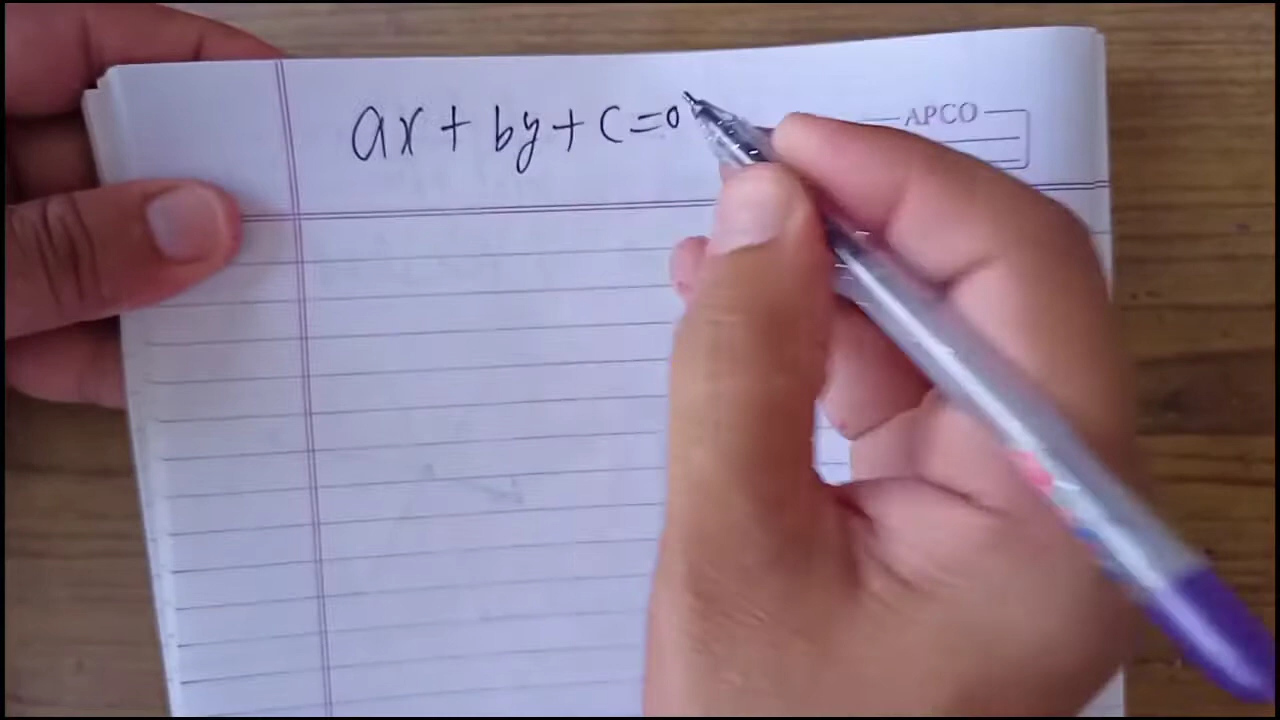 ax + by + c = 0
APCO